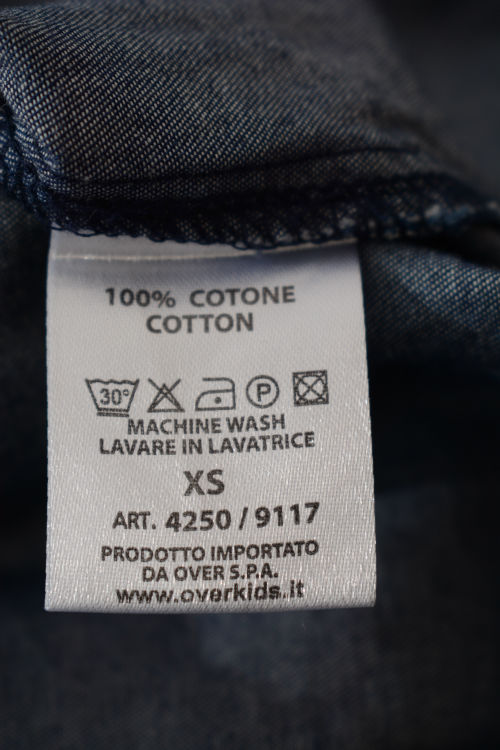 100% COTONE
COTTON
30° P
MACHINE WASH
LAVARE IN LAVATRICE
XS
ART. 4250 / 9117
PRODOTTO IMPORTATO
DA OVER S.P.A.
www.overkids.it